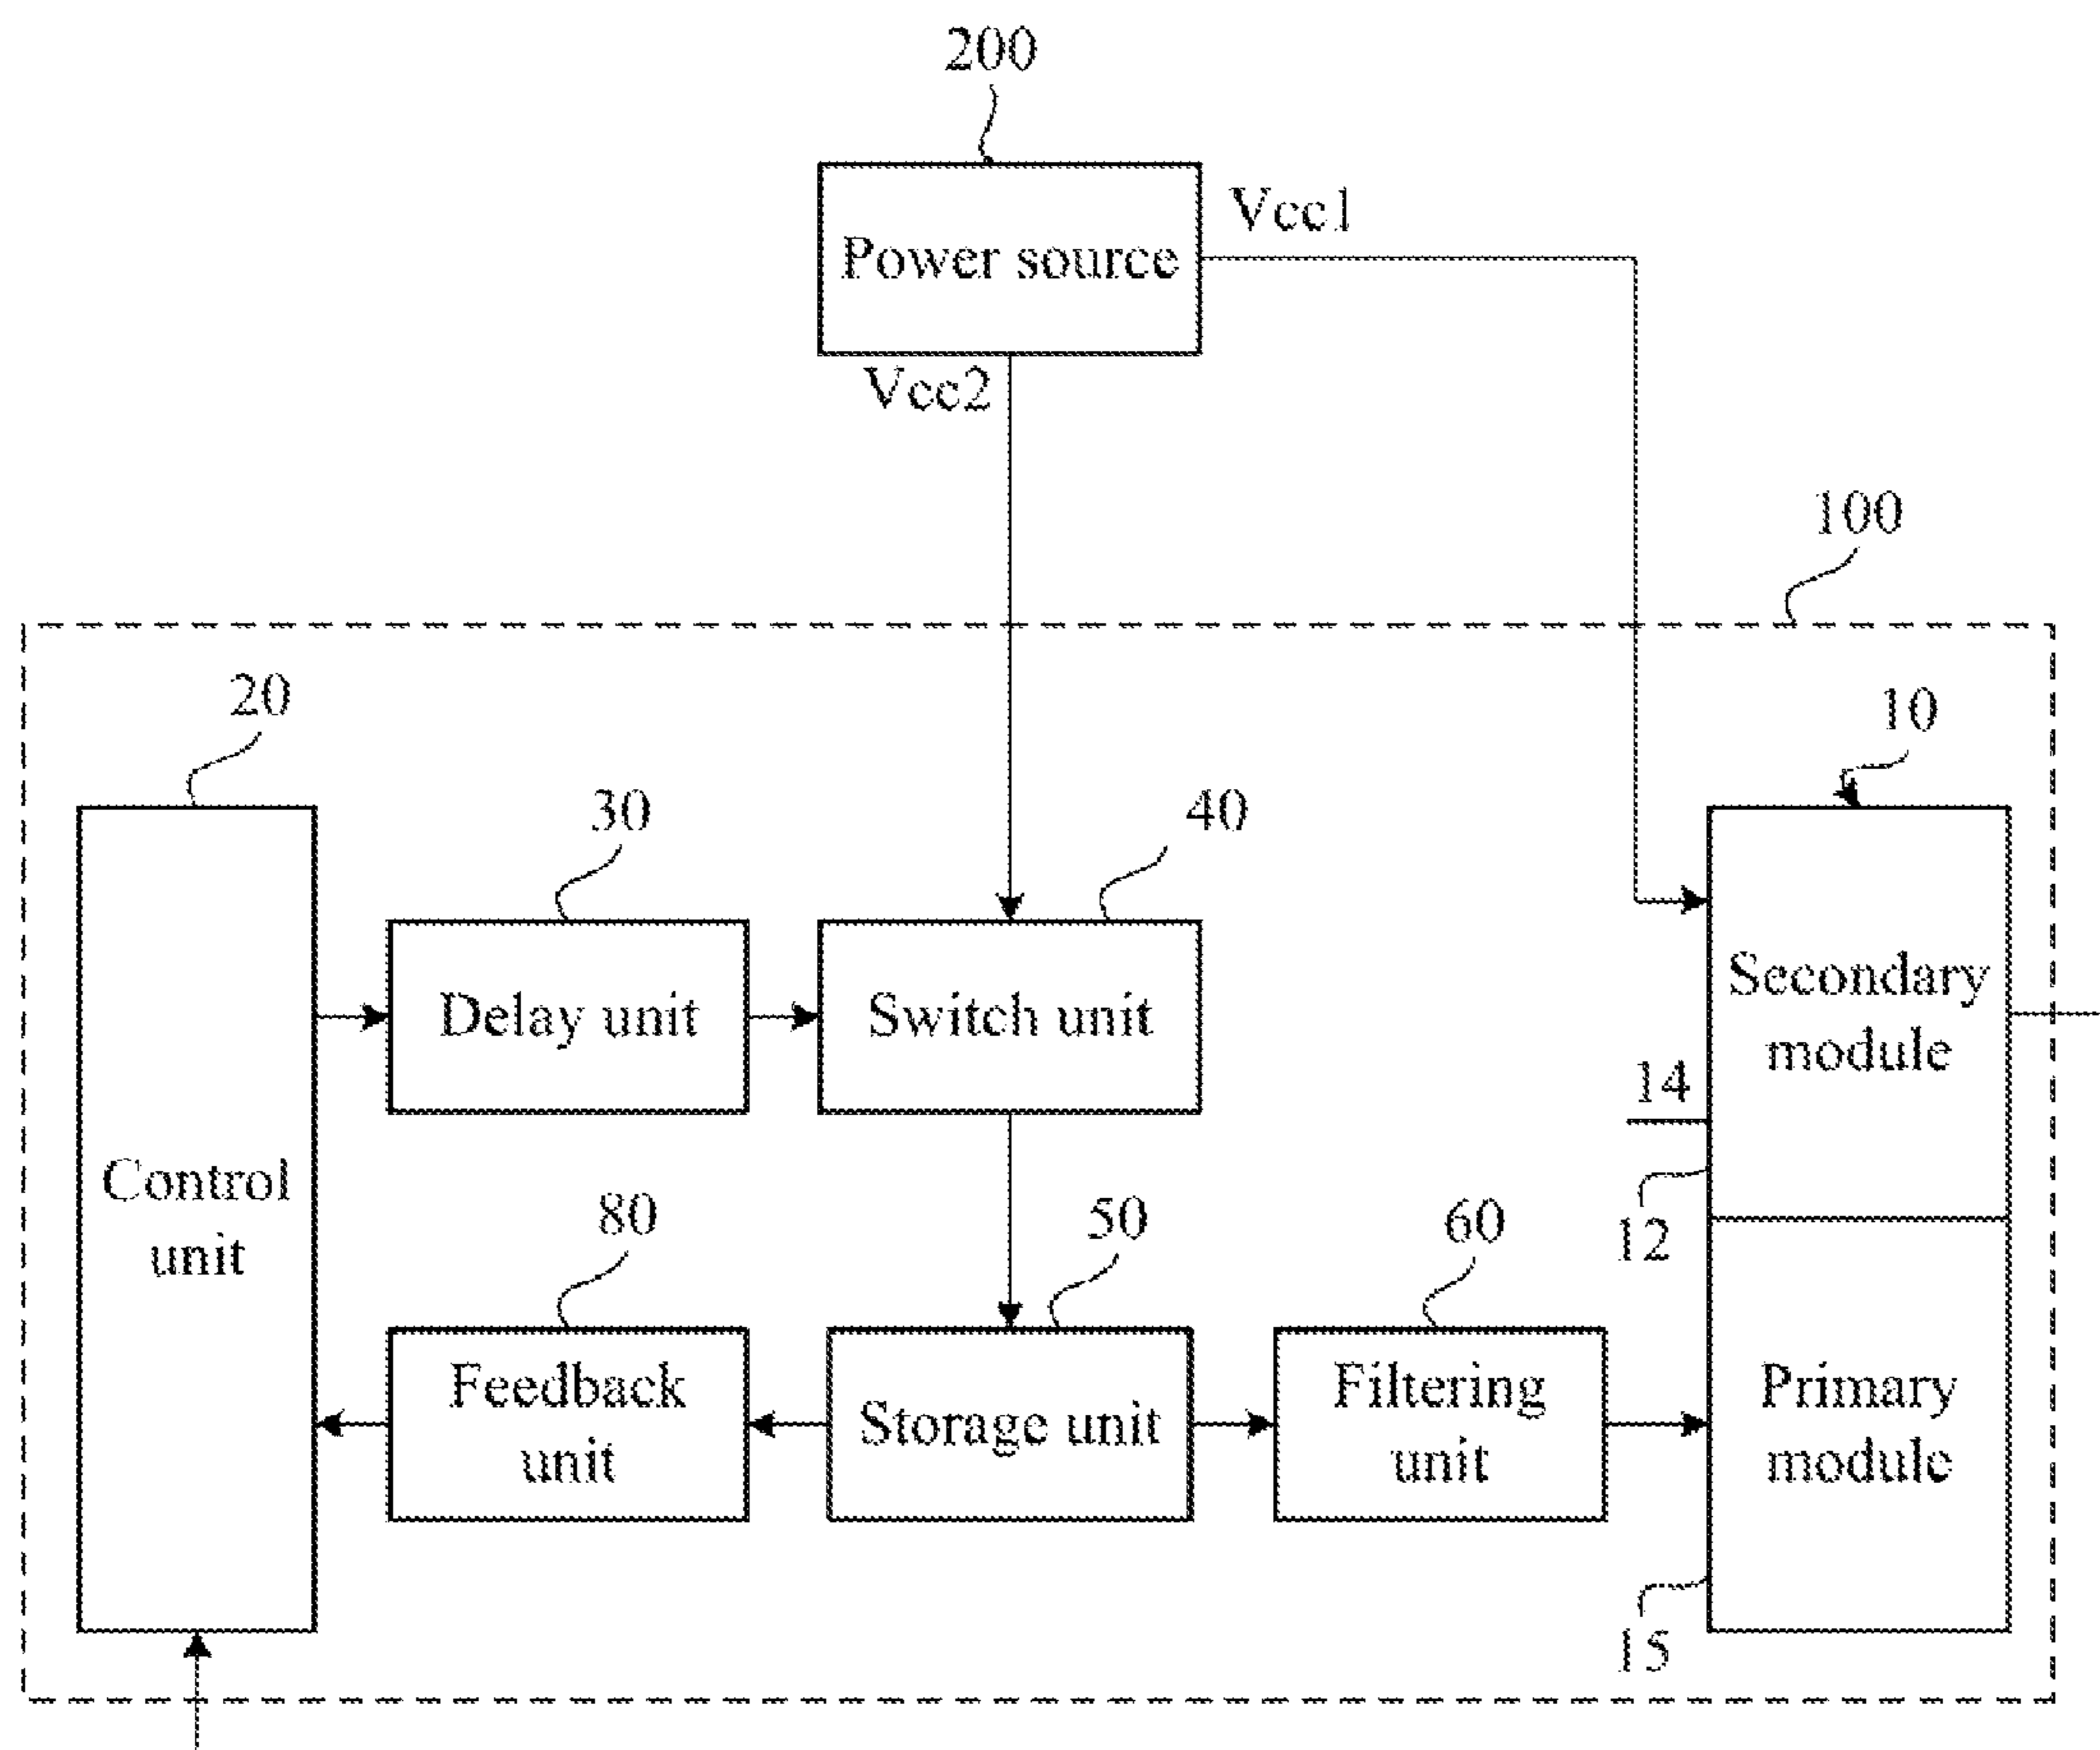 200
Power source
Vcc1
Vcc2
100
20
10
30
40
Delay unit
Switch unit
Secondary
module
14
12
Control
unit
80
50
60
Feedback
unit
Storage unit
Filtering
unit
Primary
module
15